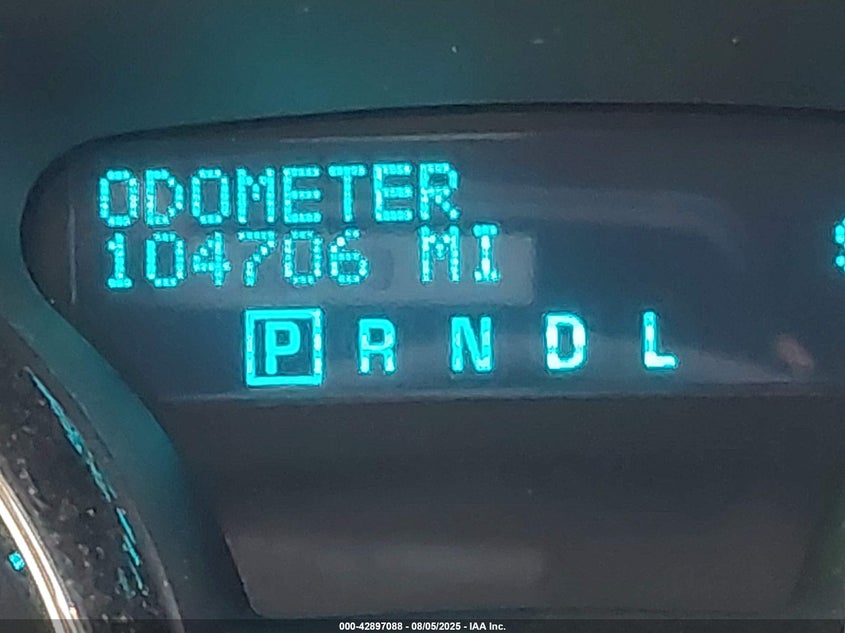 ODOMETER
104706 MI
P R N D L
000-42897088 - 08/05/2025 - IAA Inc.